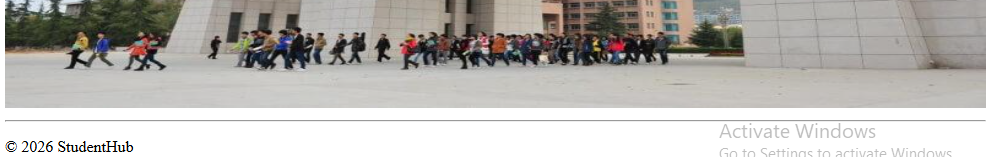 Activate Windows
© 2026 StudentHub
Go to Settings to activate Windows.